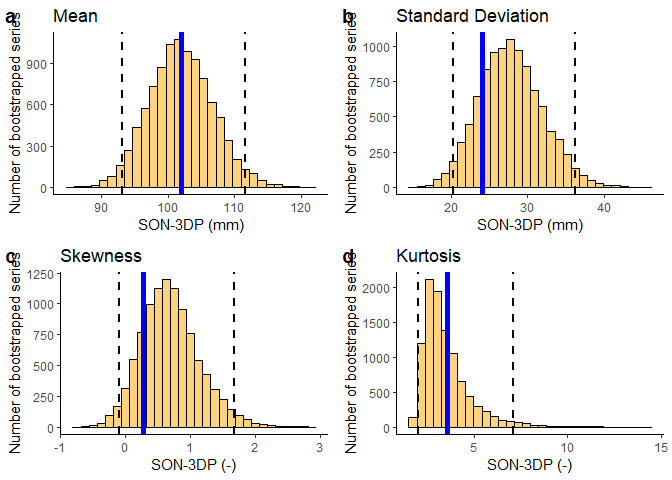 a Mean
Number of bootstrapped series
900
600
300
0
90 100 110 120
SON-3DP (mm)
b Standard Deviation
Number of bootstrapped series
1000
750
500
250
0
20 30 40
SON-3DP (mm)
c Skewness
Number of bootstrapped series
1250
1000
750
500
250
0
-1 0 1 2 3
SON-3DP (-)
d Kurtosis
Number of bootstrapped series
2000
1500
1000
500
0
5 10 15
SON-3DP (-)